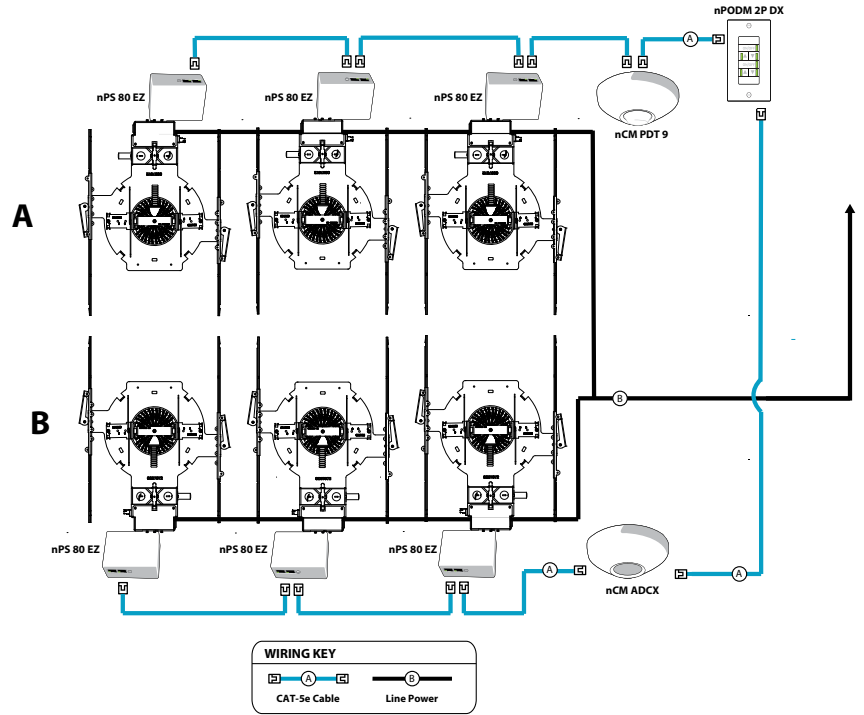 nPODM 2P DX
A
nPS 80 EZ
nPS 80 EZ
nPS 80 EZ
nCM PDT 9
A
B
B
nPS 80 EZ
nPS 80 EZ
nPS 80 EZ
A
A
nCM ADCX
WIRING KEY
A
B
CAT-5e Cable
Line Power